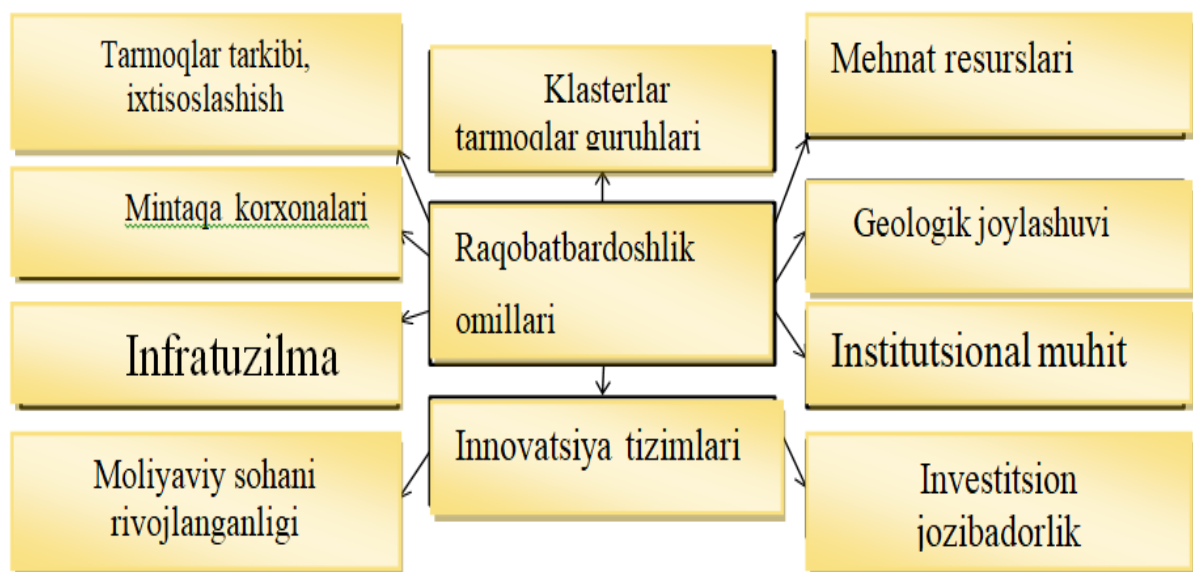 Tarmoqlar tarkibi,
ixtisoslashish
Klasterlar
tarmoqlar guruhlari
Mehnat resurslari
Mintaqa korxonalari
Raqobatbardoshlik
omillari
Geologik joylashuvi
Infratuzilma
Institutsional muhit
Moliyaviy sohani
rivojlanganligi
Innovatsiya tizimlari
Investitsion
jozibadorlik